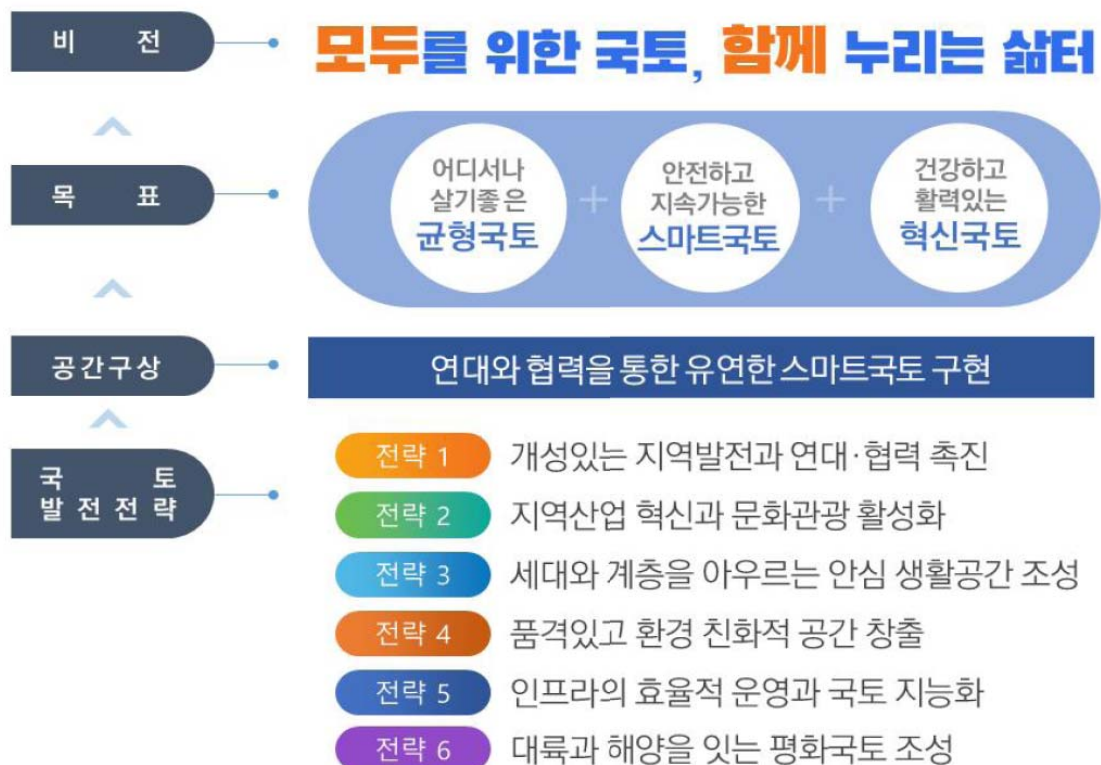 비 전
모두를 위한 국토, 함께 누리는 삶터
목 표
어디서나
살기좋은
균형국토
+
안전하고
지속가능한
스마트국토
+
건강하고
활력있는
혁신국토
공간구상
연대와 협력을 통한 유연한 스마트국토 구현
국 토
발 전 전 략
전략 1 개성있는 지역발전과 연대·협력 촉진
전략 2 지역산업 혁신과 문화관광 활성화
전략 3 세대와 계층을 아우르는 안심 생활공간 조성
전략 4 품격있고 환경 친화적 공간 창출
전략 5 인프라의 효율적 운영과 국토 지능화
전략 6 대륙과 해양을 잇는 평화국토 조성